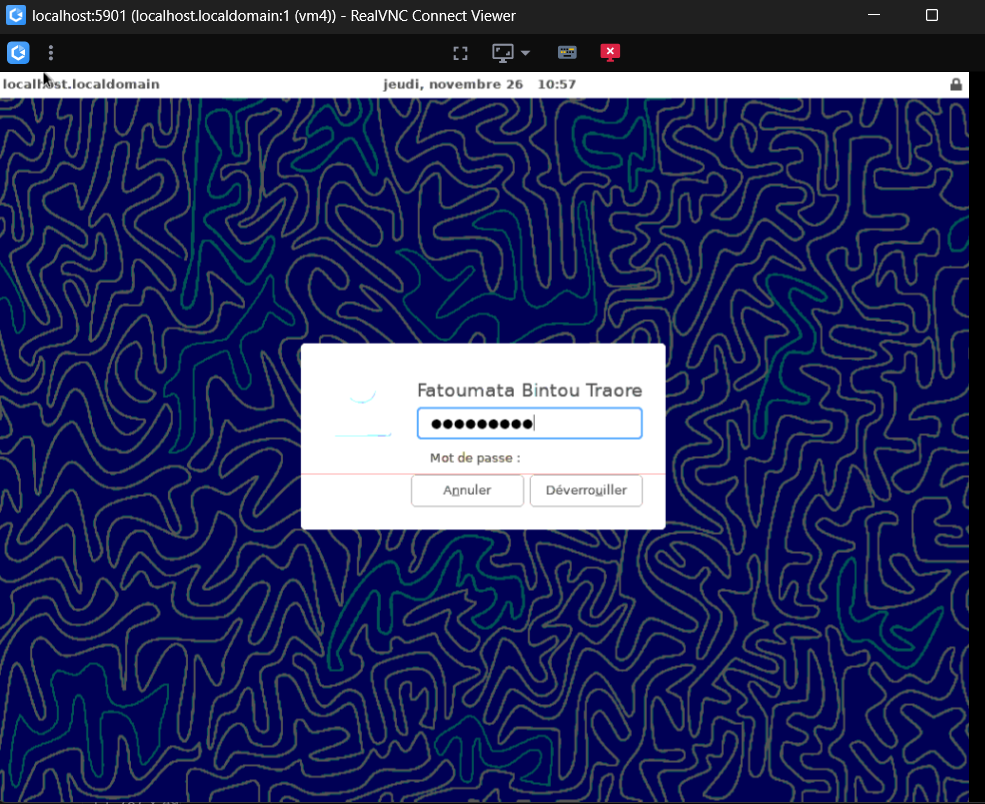 localhost:5901 (localhost.localdomain:1 (vm4)) - RealVNC Connect Viewer
localhost.localdomain jeudi, novembre 26 10:57
Fatoumata Bintou Traore
Mot de passe :
Annuler Déverrouiller